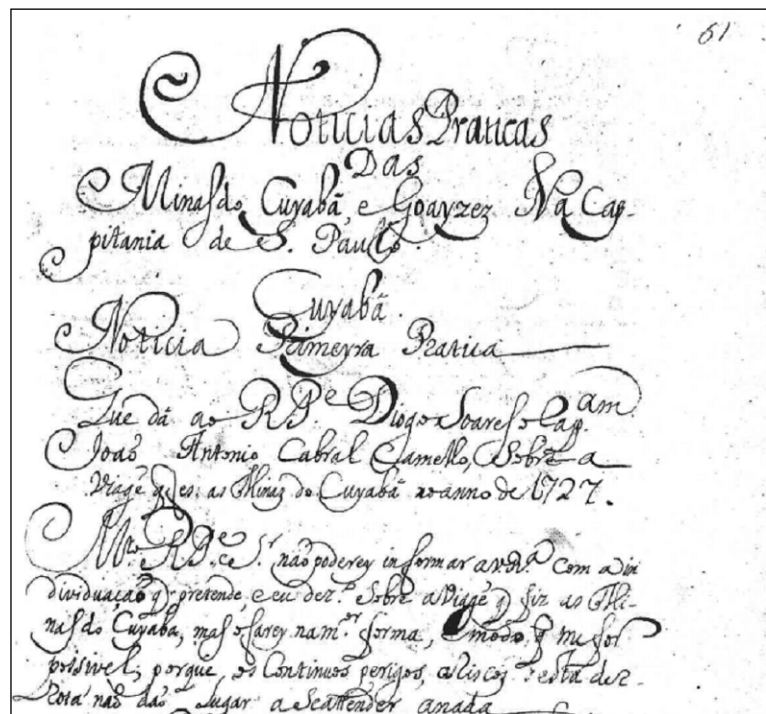 61
Noticias Praticas
Das
Minas do Cuyabá, e Goayzez Na Cap-
pitania de S. Paulo.
Cuyabá.
Noticia Primeyra Pratica
Que dá ao R.P.e Diogo Soares o Cap.am
João Antonio Cabral Camello, sobre a
Viagẽ q̃ fes as Minas do Cuyabá no anno de 1727.
M.to R.P.e S.r não poderey informar a V.R.a com a in
dividuação q̃ pretende, e eu dez.o sobre a Viagẽ q̃ fiz as Mi-
nas do Cuyabá, mas o farey na m.or forma, e modo, q̃ me for
possivel, porque os Continuos perigos, e riscos desta der-
rota não dão lugar a Se attender a nada